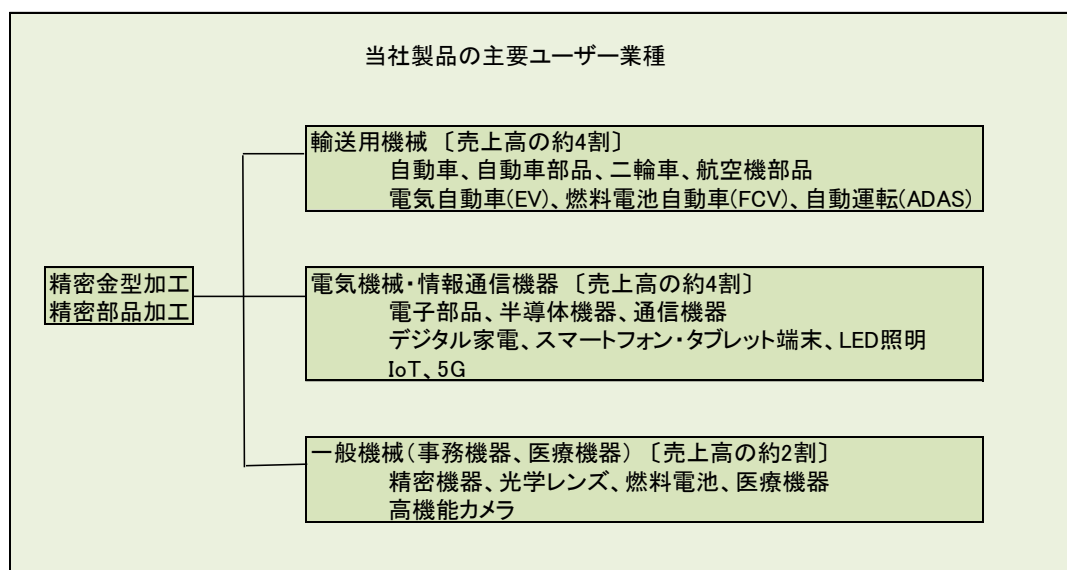 当社製品の主要ユーザー業種
輸送用機械 〔売上高の約4割〕
自動車、自動車部品、二輪車、航空機部品
電気自動車(EV)、燃料電池自動車(FCV)、自動運転(ADAS)
精密金型加工
精密部品加工
電気機械・情報通信機器 〔売上高の約4割〕
電子部品、半導体機器、通信機器
デジタル家電、スマートフォン・タブレット端末、LED照明
IoT、5G
一般機械(事務機器、医療機器) 〔売上高の約2割〕
精密機器、光学レンズ、燃料電池、医療機器
高機能カメラ